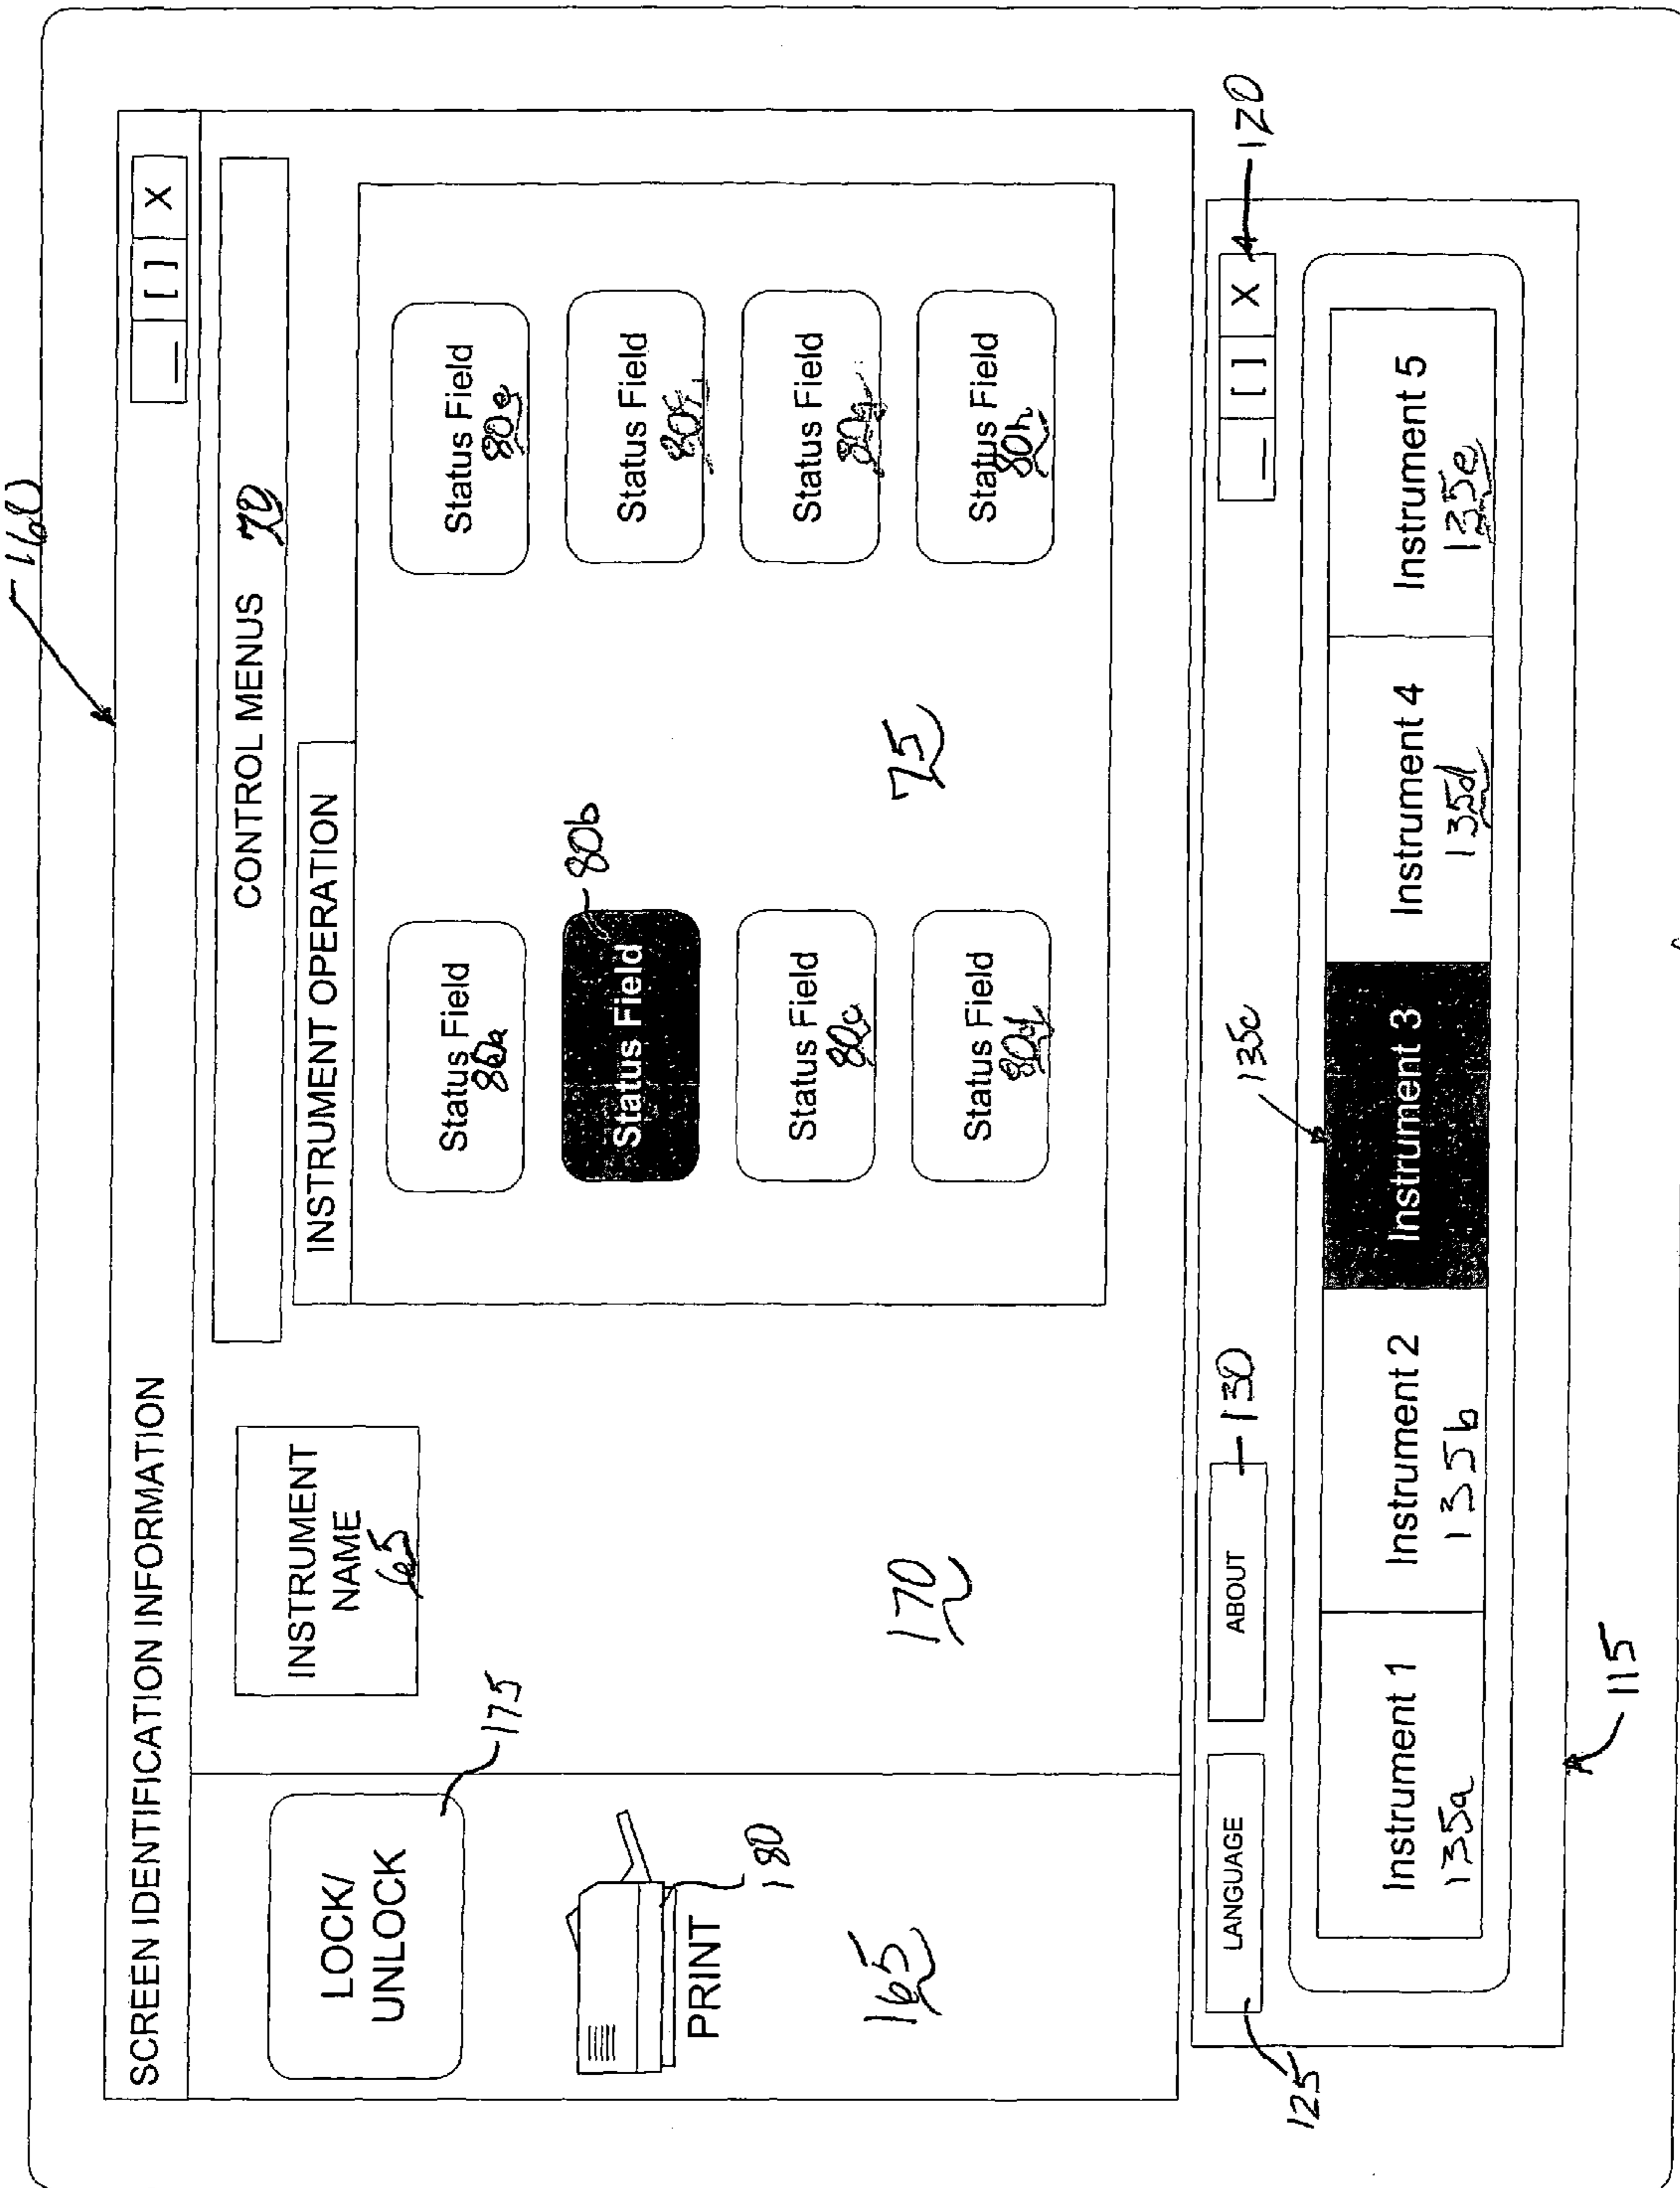 160
SCREEN IDENTIFICATION INFORMATION
_ [ ] X
LOCK/
UNLOCK
175
PRINT
180
165
INSTRUMENT
NAME
65
170
CONTROL MENUS 70
INSTRUMENT OPERATION
Status Field
80a
Status Field
80b
Status Field
80c
Status Field
80d
75
Status Field
80e
Status Field
80f
Status Field
80g
Status Field
80h
LANGUAGE
125
ABOUT
130
_ [ ] X
120
Instrument 1
135a
Instrument 2
135b
Instrument 3
135c
Instrument 4
135d
Instrument 5
135e
115